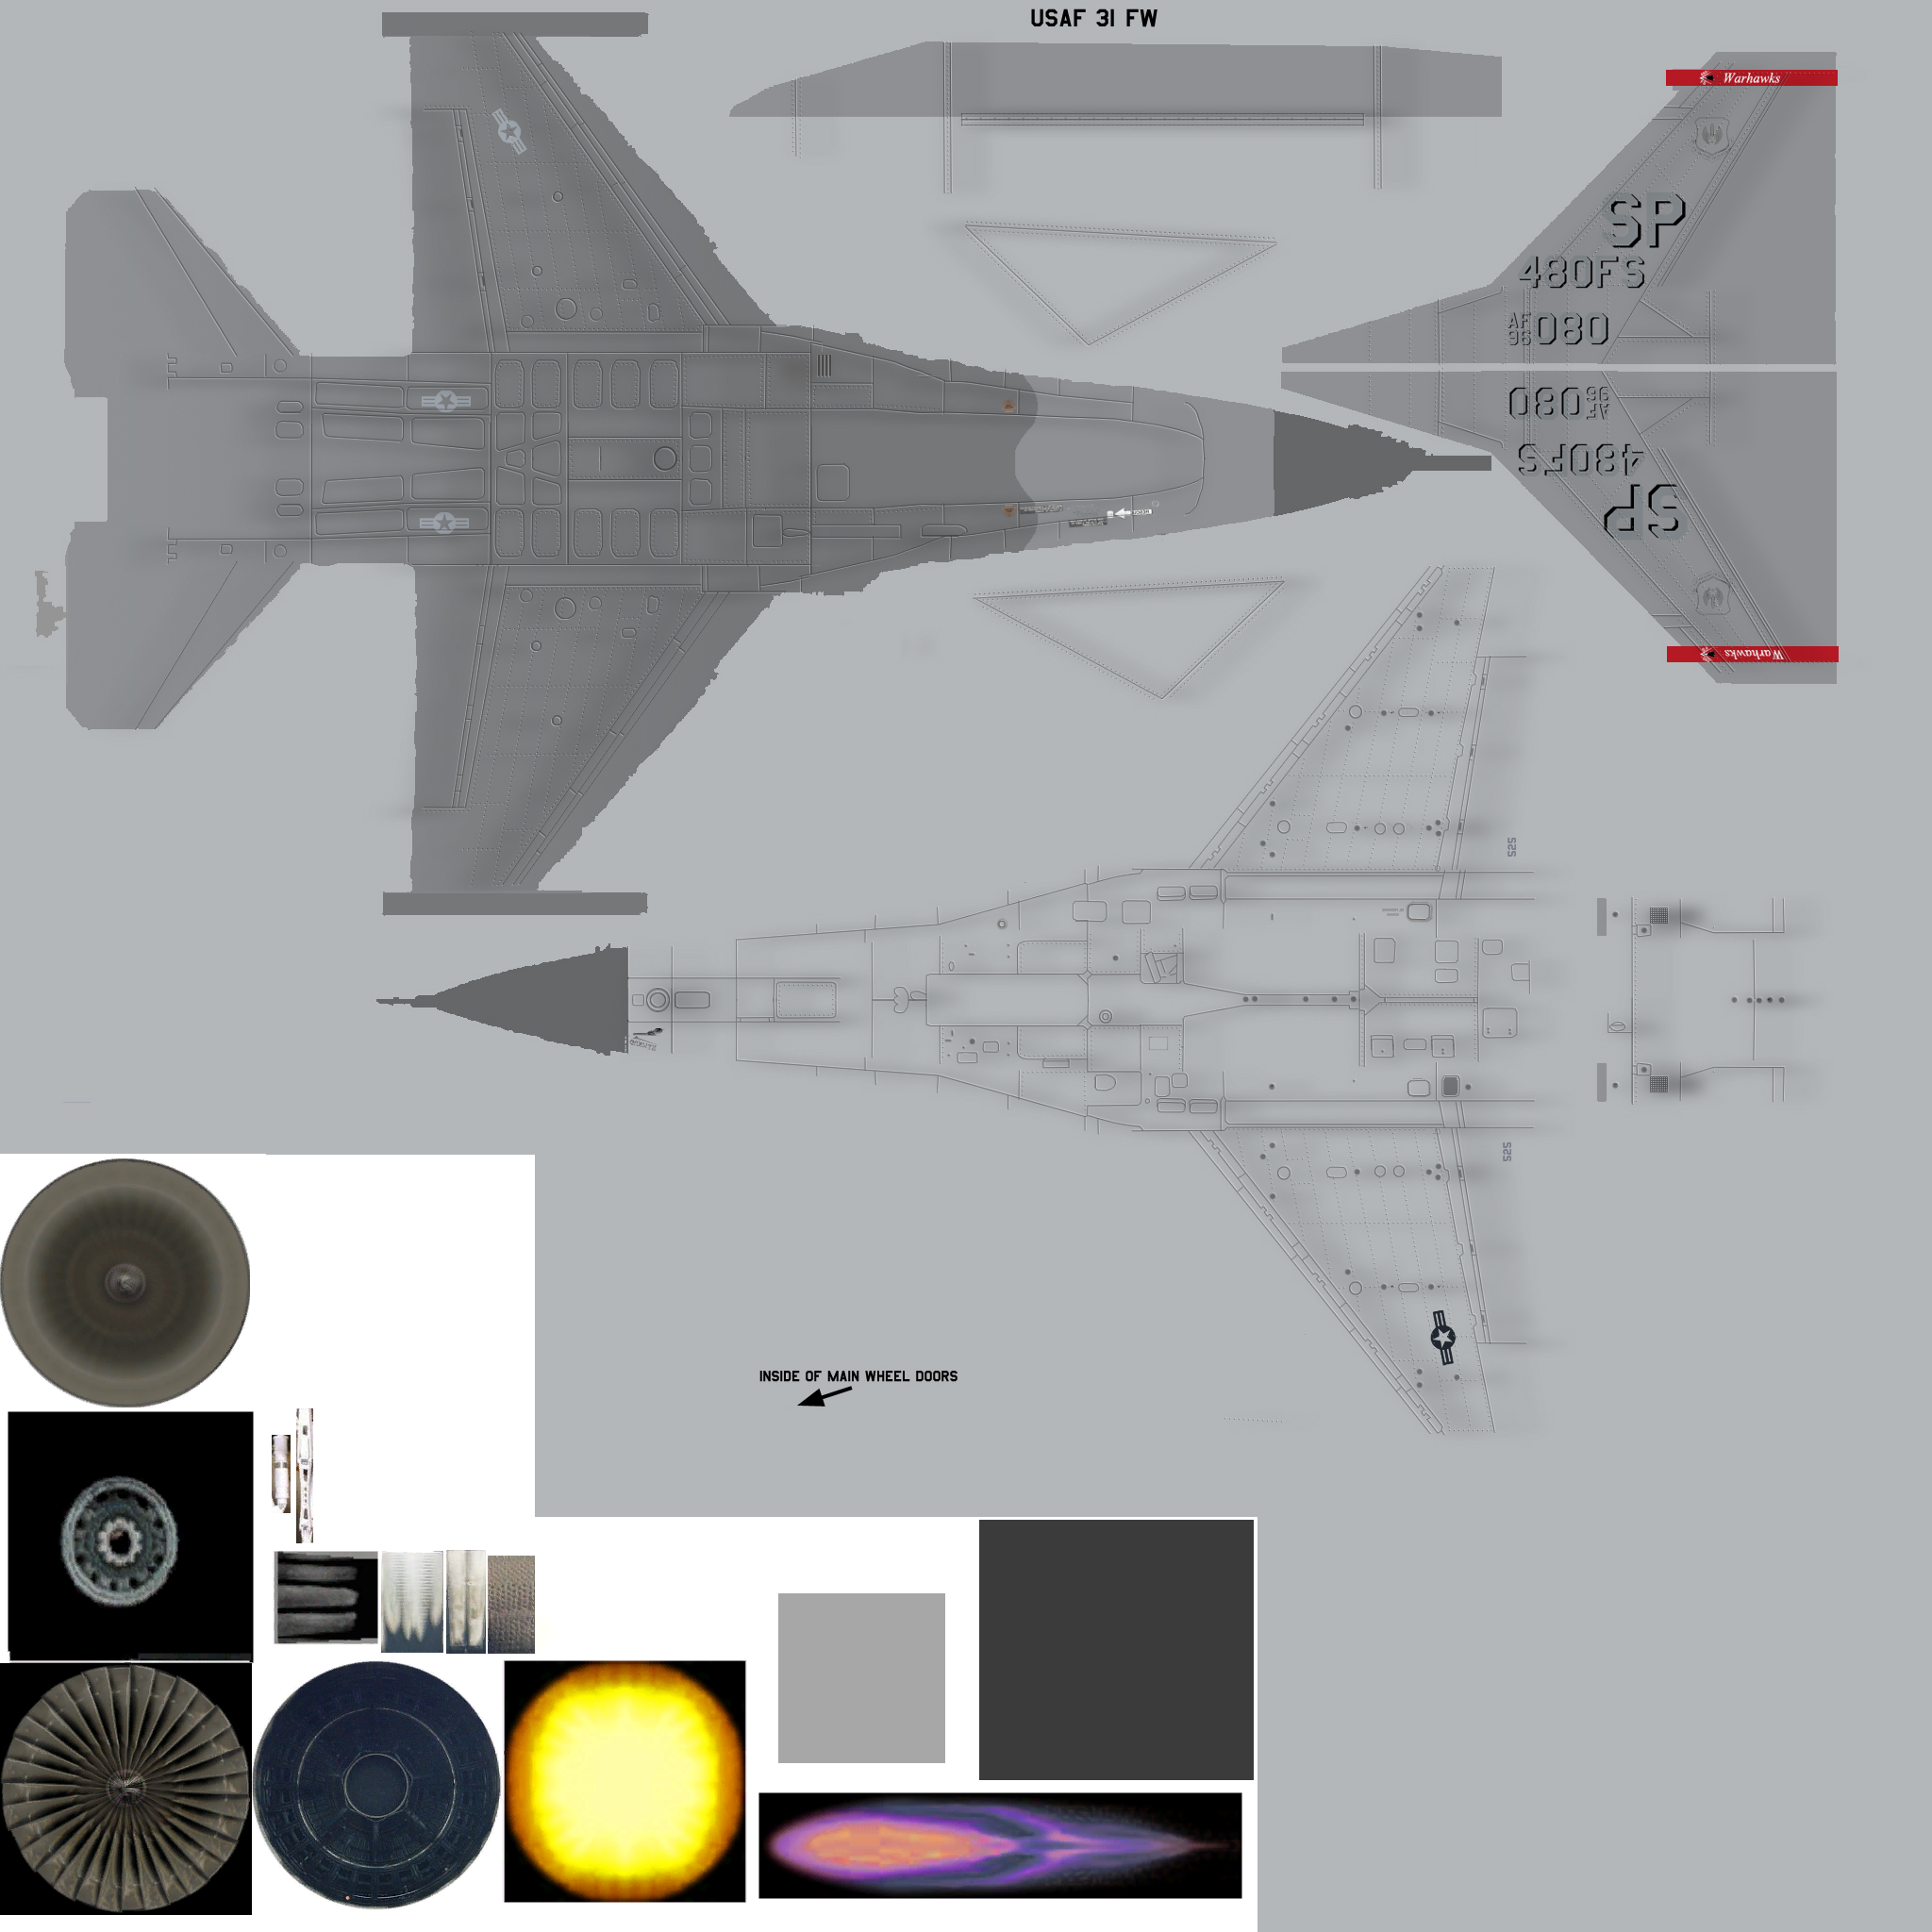 USAF 31 FW
Warhawks
SP
480FS
AF
96
080
080
AF
96
480FS
SP
Warhawks
525
525
INSIDE OF MAIN WHEEL DOORS